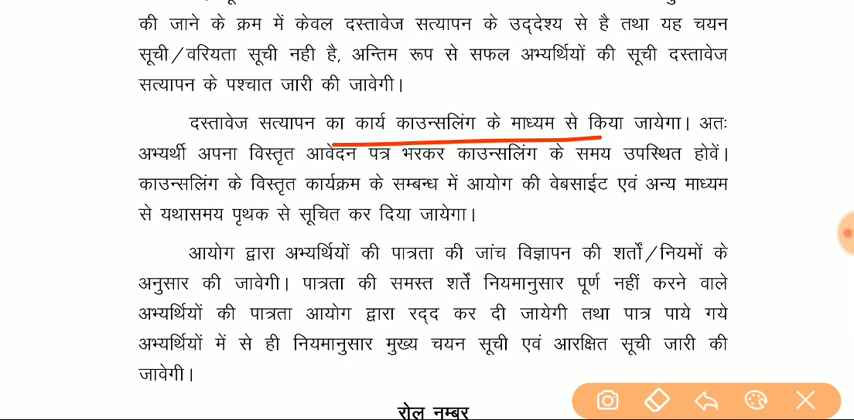 की जाने के क्रम में केवल दस्तावेज सत्यापन के उद्देश्य से है तथा यह चयन
सूची/वरियता सूची नही है, अन्तिम रूप से सफल अभ्यर्थियों की सूची दस्तावेज
सत्यापन के पश्चात जारी की जावेगी।
दस्तावेज सत्यापन का कार्य काउन्सलिंग के माध्यम से किया जायेगा। अतः
अभ्यर्थी अपना विस्तृत आवेदन पत्र भरकर काउन्सलिंग के समय उपस्थित होवें।
काउन्सलिंग के विस्तृत कार्यक्रम के सम्बन्ध में आयोग की वेबसाईट एवं अन्य माध्यम
से यथासमय पृथक से सूचित कर दिया जायेगा।
आयोग द्वारा अभ्यर्थियों की पात्रता की जांच विज्ञापन की शर्तो/नियमों के
अनुसार की जावेगी। पात्रता की समस्त शर्ते नियमानुसार पूर्ण नहीं करने वाले
अभ्यर्थियों की पात्रता आयोग द्वारा रद्द कर दी जायेगी तथा पात्र पाये गये
अभ्यर्थियों में से ही नियमानुसार मुख्य चयन सूची एवं आरक्षित सूची जारी की
जावेगी।
रोल नम्बर